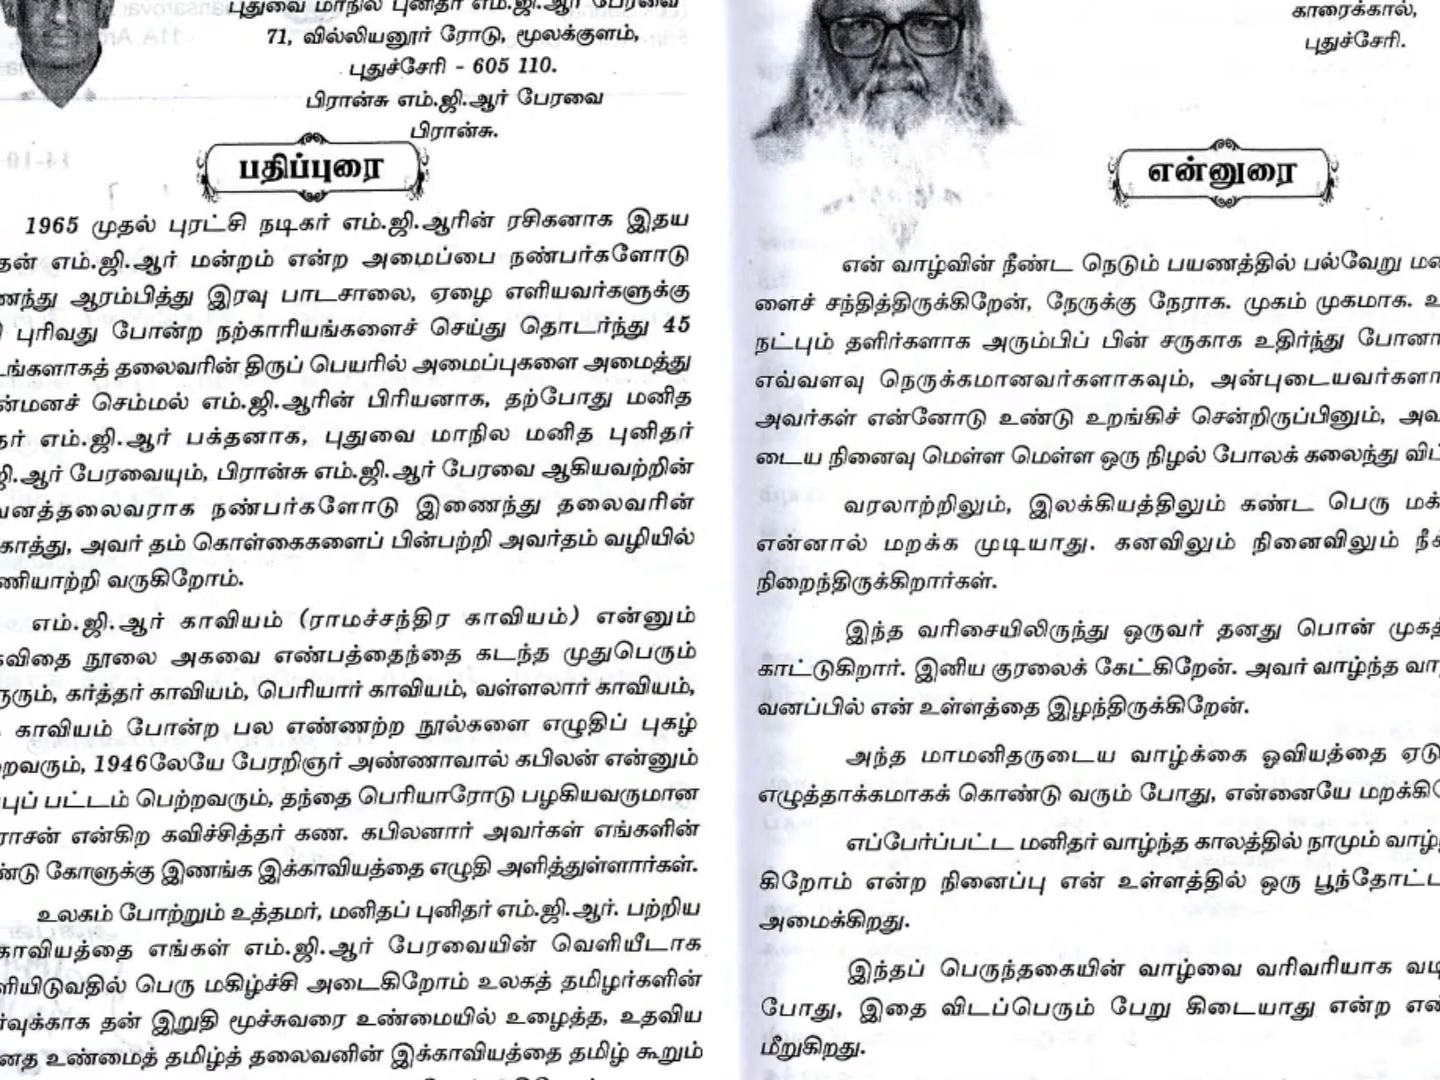 புதுவை மாநில புனிதர் எம்.ஜி.ஆர் பேரவை
71, வில்லியனூர் ரோடு, மூலக்குளம்,
புதுச்சேரி - 605 110.
பிரான்சு எம்.ஜி.ஆர் பேரவை
பிரான்சு.
பதிப்புரை
1965 முதல் புரட்சி நடிகர் எம்.ஜி.ஆரின் ரசிகனாக இதய
தன் எம்.ஜி.ஆர் மன்றம் என்ற அமைப்பை நண்பர்களோடு
ணந்து ஆரம்பித்து இரவு பாடசாலை, ஏழை எளியவர்களுக்கு
புரிவது போன்ற நற்காரியங்களைச் செய்து தொடர்ந்து 45
டங்களாகத் தலைவரின் திருப் பெயரில் அமைப்புகளை அமைத்து
ன்மனச் செம்மல் எம்.ஜி.ஆரின் பிரியனாக, தற்போது மனித
தர் எம்.ஜி.ஆர் பக்தனாக, புதுவை மாநில மனித புனிதர்
ஜி.ஆர் பேரவையும், பிரான்சு எம்.ஜி.ஆர் பேரவை ஆகியவற்றின்
வனத்தலைவராக நண்பர்களோடு இணைந்து தலைவரின்
காத்து, அவர் தம் கொள்கைகளைப் பின்பற்றி அவர்தம் வழியில்
ணியாற்றி வருகிறோம்.
எம்.ஜி.ஆர் காவியம் (ராமச்சந்திர காவியம்) என்னும்
கவிதை நூலை அகவை எண்பத்தைந்தை கடந்த முதுபெரும்
ருரும், கர்த்தர் காவியம், பெரியார் காவியம், வள்ளலார் காவியம்,
காவியம் போன்ற பல எண்ணற்ற நூல்களை எழுதிப் புகழ்
றவரும், 1946லேயே பேரறிஞர் அண்ணாவால் கபிலன் என்னும்
ப்புப் பட்டம் பெற்றவரும், தந்தை பெரியாரோடு பழகியவருமான
ராசன் என்கிற கவிச்சித்தர் கண. கபிலனார் அவர்கள் எங்களின்
ண்டு கோளுக்கு இணங்க இக்காவியத்தை எழுதி அளித்துள்ளார்கள்.
உலகம் போற்றும் உத்தமர், மனிதப் புனிதர் எம்.ஜி.ஆர். பற்றிய
காவியத்தை எங்கள் எம்.ஜி.ஆர் பேரவையின் வெளியீடாக
ளியிடுவதில் பெரு மகிழ்ச்சி அடைகிறோம் உலகத் தமிழர்களின்
ர்வுக்காக தன் இறுதி மூச்சுவரை உண்மையில் உழைத்த, உதவிய
னத உண்மைத் தமிழ்த் தலைவனின் இக்காவியத்தை தமிழ் கூறும்
காரைக்கால்,
புதுச்சேரி.
என்னுரை
என் வாழ்வின் நீண்ட நெடும் பயணத்தில் பல்வேறு மன
ளைச் சந்தித்திருக்கிறேன், நேருக்கு நேராக. முகம் முகமாக. உ
நட்பும் தளிர்களாக அரும்பிப் பின் சருகாக உதிர்ந்து போனா
எவ்வளவு நெருக்கமானவர்களாகவும், அன்புடையவர்களா
அவர்கள் என்னோடு உண்டு உறங்கிச் சென்றிருப்பினும், அவ
டைய நினைவு மெள்ள மெள்ள ஒரு நிழல் போலக் கலைந்து விட்
வரலாற்றிலும், இலக்கியத்திலும் கண்ட பெரு மக்
என்னால் மறக்க முடியாது. கனவிலும் நினைவிலும் நீக்
நிறைந்திருக்கிறார்கள்.
இந்த வரிசையிலிருந்து ஒருவர் தனது பொன் முகத்
காட்டுகிறார். இனிய குரலைக் கேட்கிறேன். அவர் வாழ்ந்த வாழ்
வனப்பில் என் உள்ளத்தை இழந்திருக்கிறேன்.
அந்த மாமனிதருடைய வாழ்க்கை ஓவியத்தை ஏடு
எழுத்தாக்கமாகக் கொண்டு வரும் போது, என்னையே மறக்கிறே
எப்பேர்ப்பட்ட மனிதர் வாழ்ந்த காலத்தில் நாமும் வாழ்ந்
கிறோம் என்ற நினைப்பு என் உள்ளத்தில் ஒரு பூந்தோட்ட
அமைக்கிறது.
இந்தப் பெருந்தகையின் வாழ்வை வரிவரியாக வடி
போது, இதை விடப்பெரும் பேறு கிடையாது என்ற என்
மீறுகிறது.